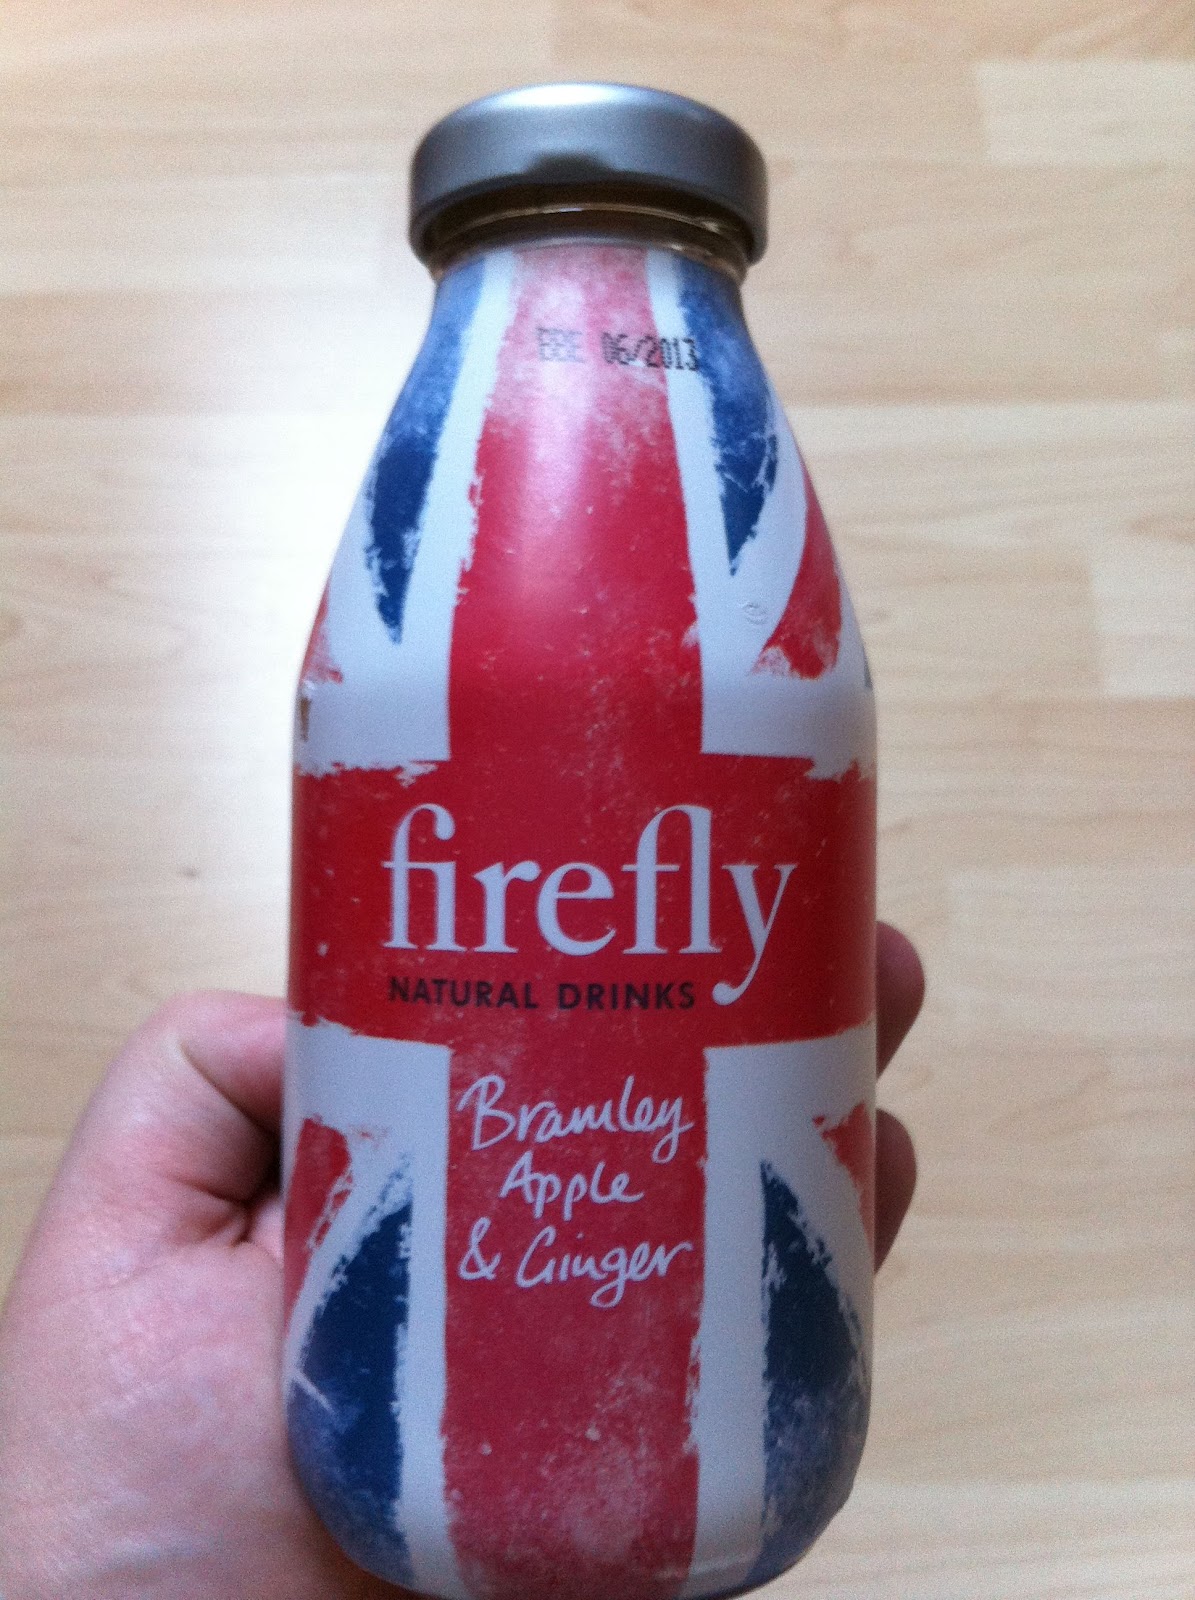 BBE 06/2013
firefly
NATURAL DRINKS
Bramley
Apple
& Ginger